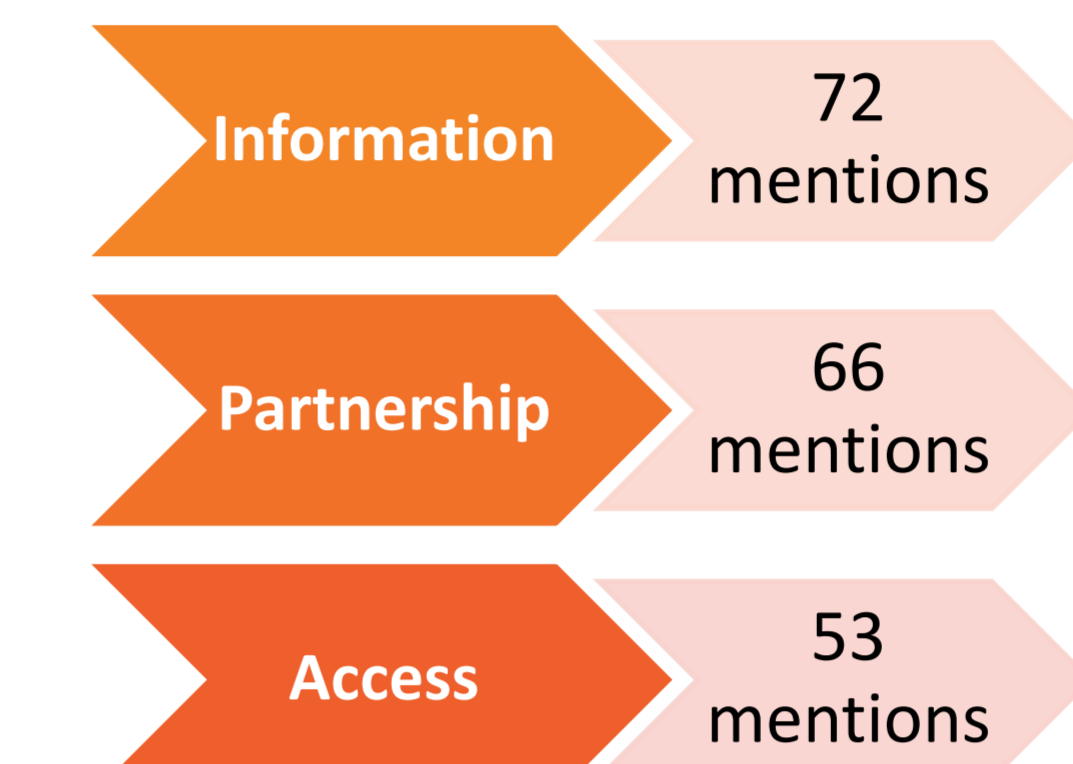 Information
72
mentions
Partnership
66
mentions
Access
53
mentions